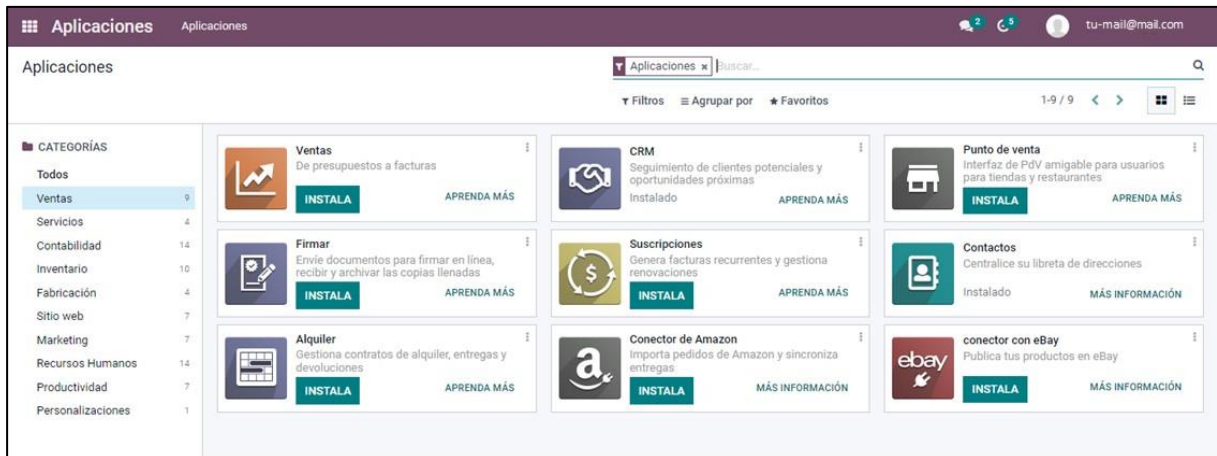 Aplicaciones Aplicaciones 2 5 tu-mail@mail.com
Aplicaciones
Aplicaciones × Buscar...
Filtros Agrupar por Favoritos 1-9 / 9
CATEGORÍAS
Todos
Ventas 9
Servicios 4
Contabilidad 14
Inventario 10
Fabricación 4
Sitio web 7
Marketing 7
Recursos Humanos 14
Productividad 7
Personalizaciones 1
Ventas
De presupuestos a facturas
INSTALA APRENDA MÁS
CRM
Seguimiento de clientes potenciales y
oportunidades próximas
Instalado APRENDA MÁS
Punto de venta
Interfaz de PdV amigable para usuarios
para tiendas y restaurantes
INSTALA APRENDA MÁS
Firmar
Envíe documentos para firmar en línea,
recibir y archivar las copias llenadas
INSTALA APRENDA MÁS
$
Suscripciones
Genera facturas recurrentes y gestiona
renovaciones
INSTALA APRENDA MÁS
Contactos
Centralice su libreta de direcciones
Instalado MÁS INFORMACIÓN
Alquiler
Gestiona contratos de alquiler, entregas y
devoluciones
INSTALA APRENDA MÁS
a
Conector de Amazon
Importa pedidos de Amazon y sincroniza
entregas
INSTALA MÁS INFORMACIÓN
ebay
conector con eBay
Publica tus productos en eBay
INSTALA MÁS INFORMACIÓN